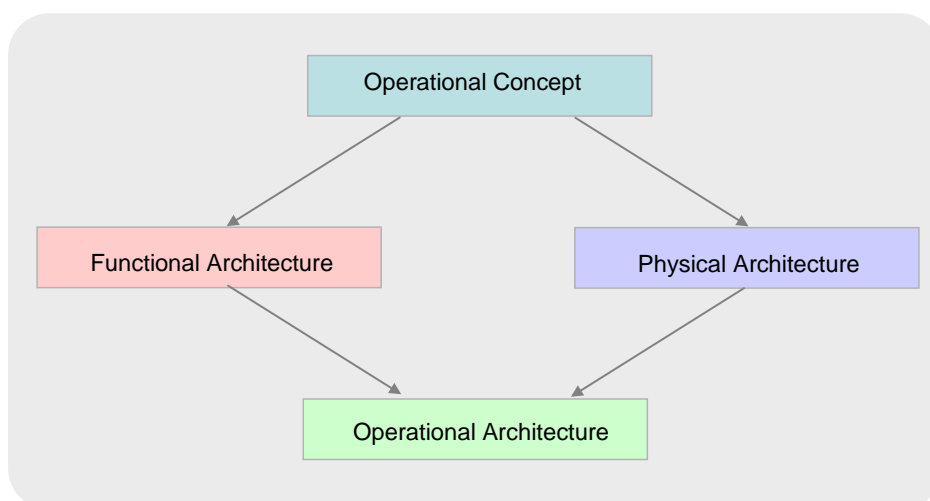 Operational Concept
Functional Architecture
Physical Architecture
Operational Architecture